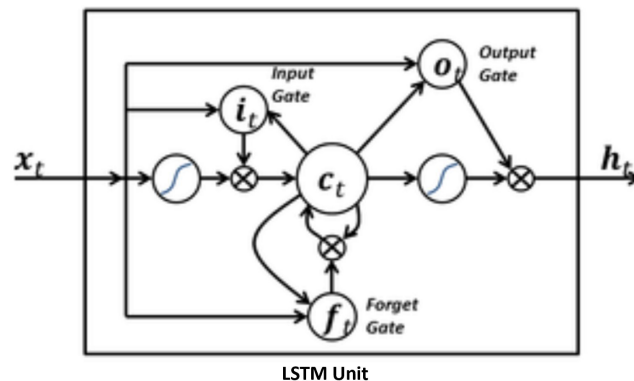 Output
Gate
o_t
Input
Gate
i_t
x_t
c_t
h_t
f_t
Forget
Gate
LSTM Unit